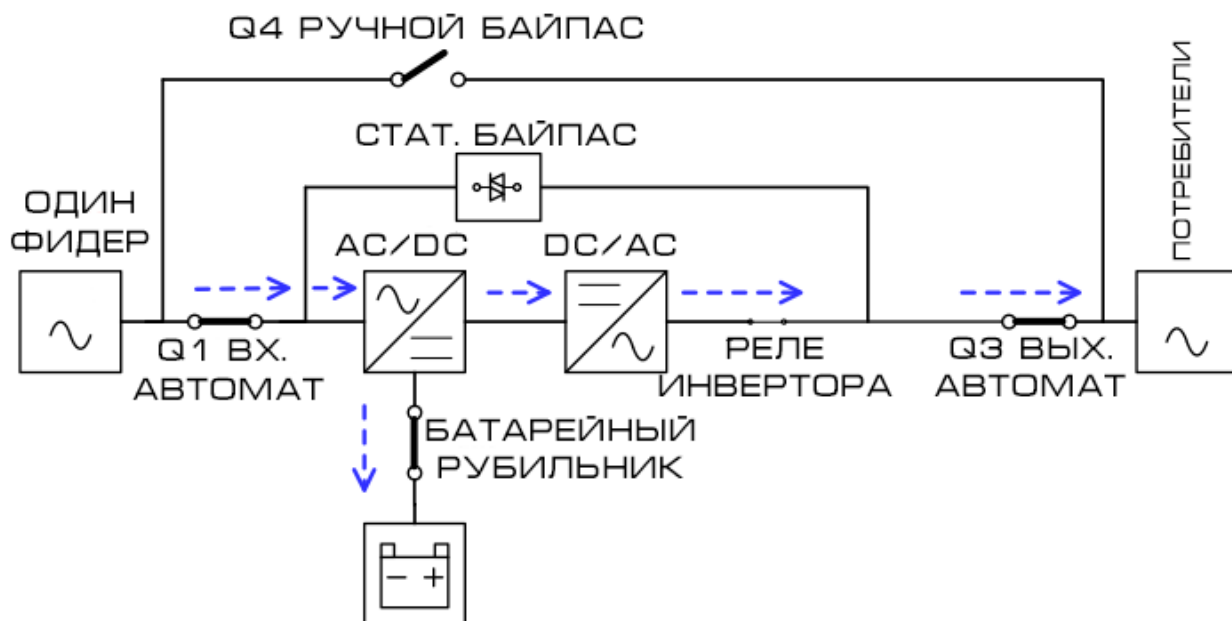 Q4 РУЧНОЙ БАЙПАС
СТАТ. БАЙПАС
ОДИН
ФИДЕР
AC/DC
DC/AC
ПОТРЕБИТЕЛИ
Q1 ВХ.
АВТОМАТ
РЕЛЕ
ИНВЕРТОРА
Q3 ВЫХ.
АВТОМАТ
БАТАРЕЙНЫЙ
РУБИЛЬНИК
- +